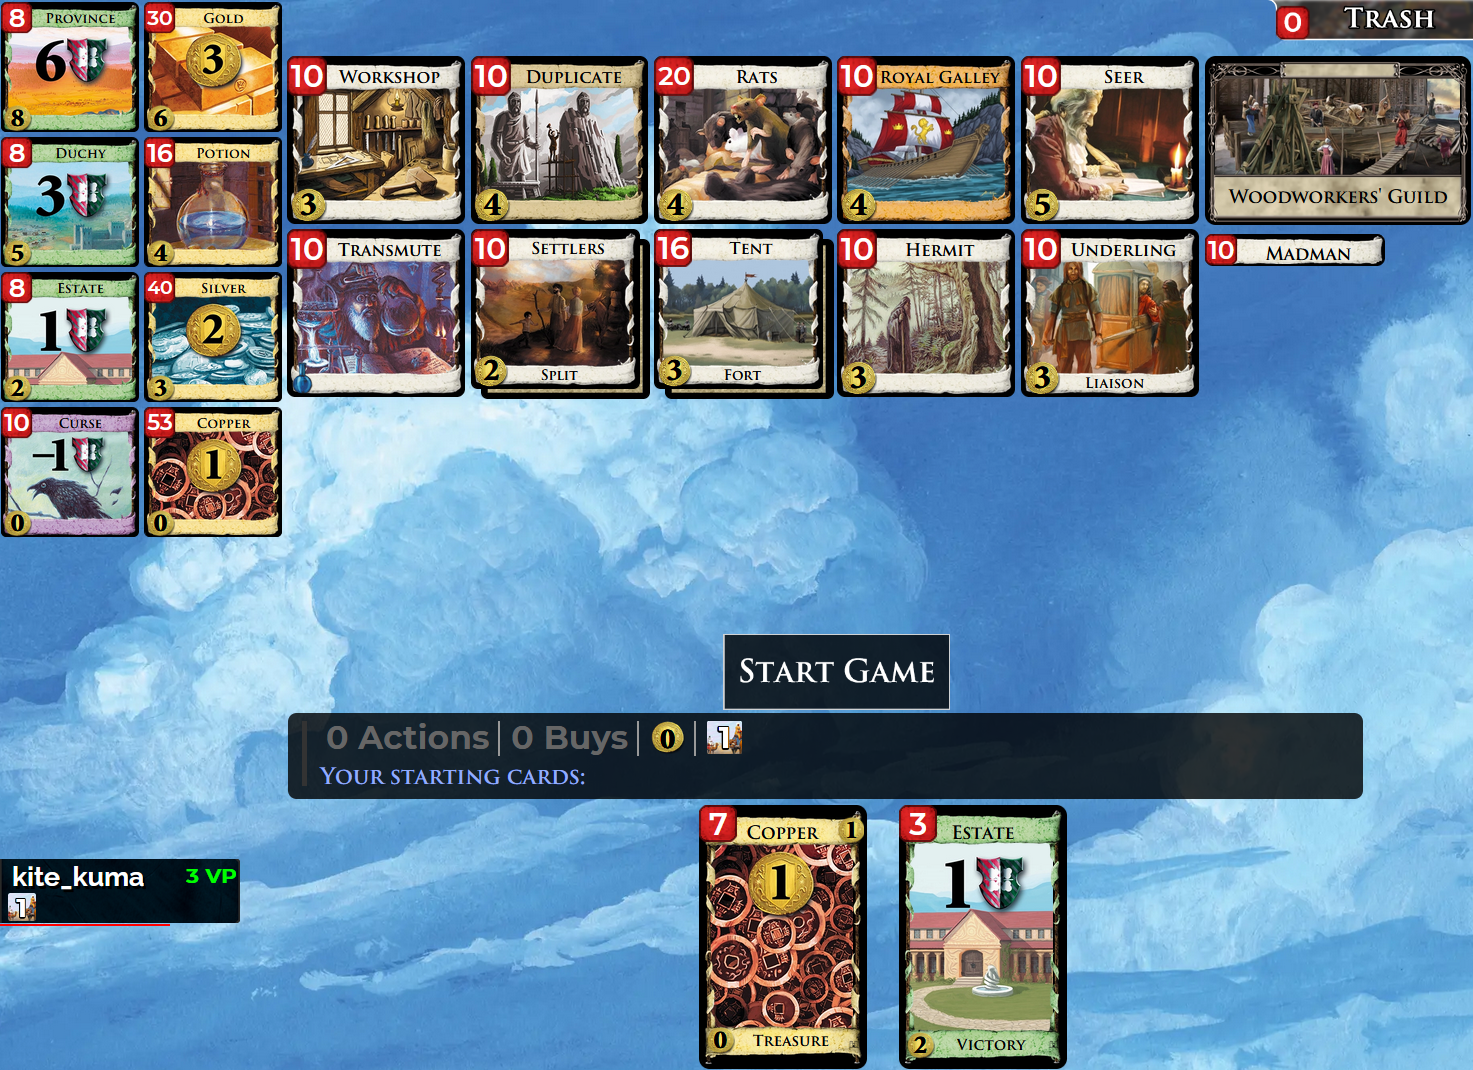 8 PROVINCE
6
8
30 GOLD
3
6
0 TRASH
10 WORKSHOP
3
10 DUPLICATE
4
20 RATS
4
10 ROYAL GALLEY
4
10 SEER
5
WOODWORKERS' GUILD
8 DUCHY
3
5
16 POTION
4
10 TRANSMUTE
10 SETTLERS
2 SPLIT
16 TENT
3 FORT
10 HERMIT
3
10 UNDERLING
3 LIAISON
10 MADMAN
8 ESTATE
1
2
40 SILVER
2
3
10 CURSE
-1
0
53 COPPER
1
0
START GAME
0 Actions | 0 Buys | 0 | 1
YOUR STARTING CARDS:
7 COPPER 1
1
0 TREASURE
3 ESTATE
1
2 VICTORY
kite_kuma 3 VP
1